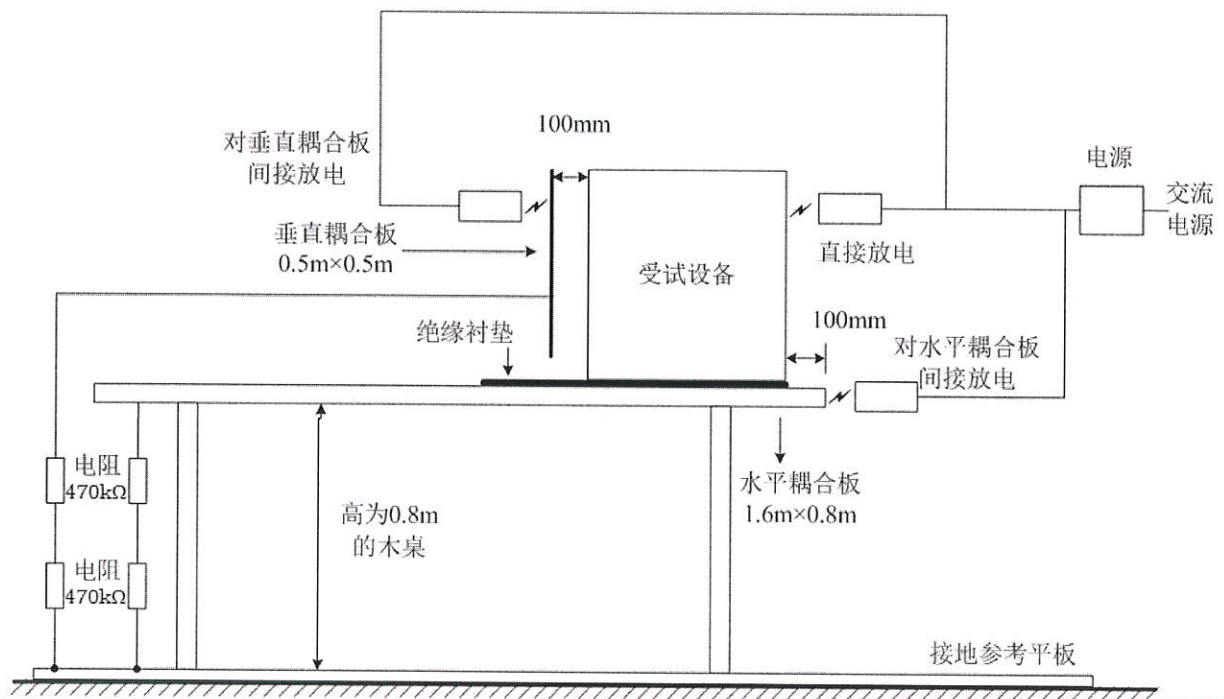 100mm
对垂直耦合板
间接放电
电源
交流
电源
垂直耦合板
0.5m×0.5m
直接放电
受试设备
100mm
绝缘衬垫
对水平耦合板
间接放电
电阻
470kΩ
水平耦合板
1.6m×0.8m
高为0.8m
的木桌
电阻
470kΩ
接地参考平板